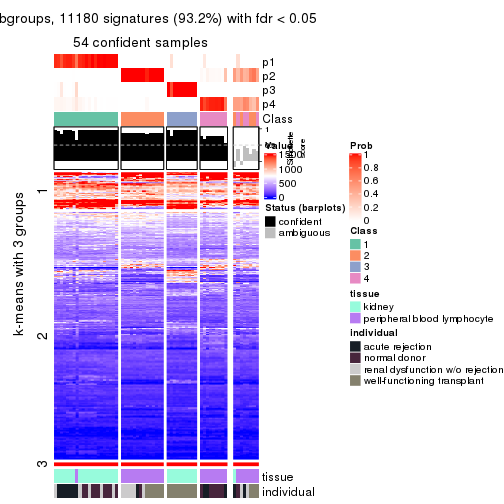 bgroups, 11180 signatures (93.2%) with fdr < 0.05
54 confident samples
p1
p2
p3
p4
Class
1
Silhouette
score
k-means with 3 groups
1
2
3
tissue
individual
Value
1500
1000
500
0
Status (barplots)
confident
ambiguous
Prob
1
0.8
0.6
0.4
0.2
0
Class
1
2
3
4
tissue
kidney
peripheral blood lymphocyte
individual
acute rejection
normal donor
renal dysfunction w/o rejection
well-functioning transplant